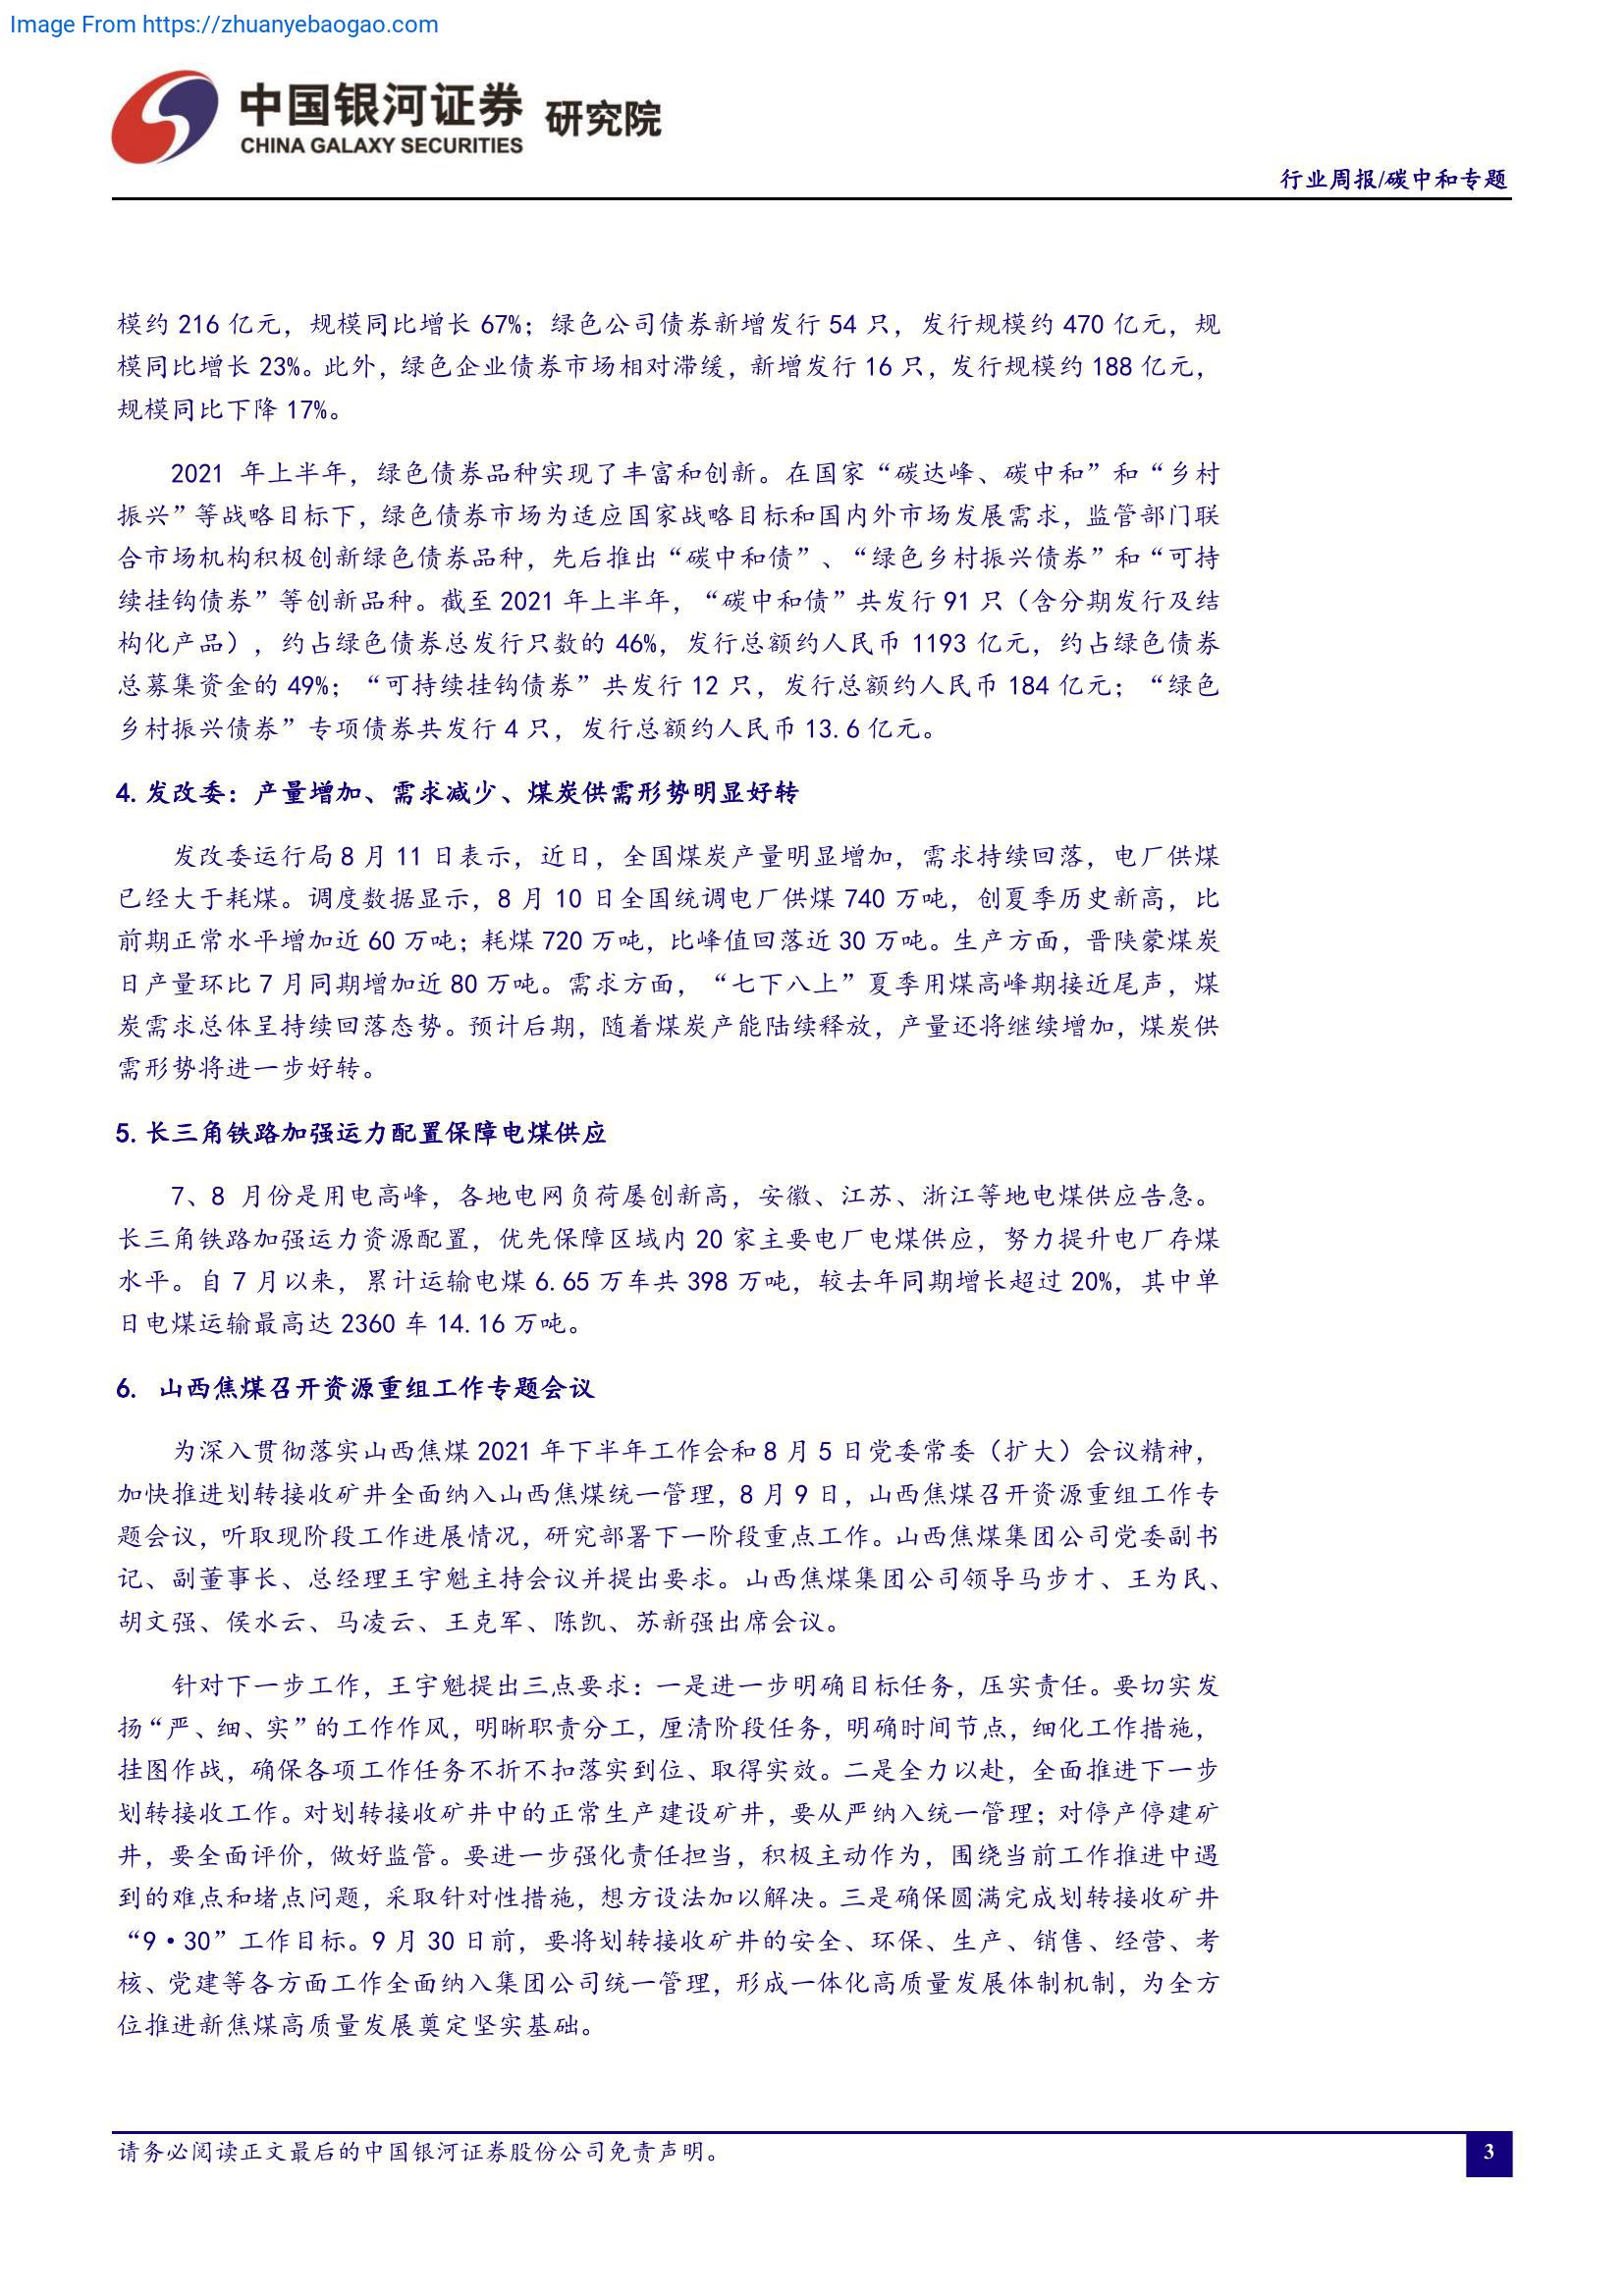 Image From https://zhuanyebaogao.com
中国银河证券 研究院
CHINA GALAXY SECURITIES
行业周报/碳中和专题
模约 216 亿元，规模同比增长 67%；绿色公司债券新增发行 54 只，发行规模约 470 亿元，规
模同比增长 23%。此外，绿色企业债券市场相对滞缓，新增发行 16 只，发行规模约 188 亿元，
规模同比下降 17%。
2021 年上半年，绿色债券品种实现了丰富和创新。在国家“碳达峰、碳中和”和“乡村
振兴”等战略目标下，绿色债券市场为适应国家战略目标和国内外市场发展需求，监管部门联
合市场机构积极创新绿色债券品种，先后推出“碳中和债”、“绿色乡村振兴债券”和“可持
续挂钩债券”等创新品种。截至 2021 年上半年，“碳中和债”共发行 91 只（含分期发行及结
构化产品），约占绿色债券总发行只数的 46%，发行总额约人民币 1193 亿元，约占绿色债券
总募集资金的 49%；“可持续挂钩债券”共发行 12 只，发行总额约人民币 184 亿元；“绿色
乡村振兴债券”专项债券共发行 4 只，发行总额约人民币 13.6 亿元。
4.发改委：产量增加、需求减少、煤炭供需形势明显好转
发改委运行局 8 月 11 日表示，近日，全国煤炭产量明显增加，需求持续回落，电厂供煤
已经大于耗煤。调度数据显示，8 月 10 日全国统调电厂供煤 740 万吨，创夏季历史新高，比
前期正常水平增加近 60 万吨；耗煤 720 万吨，比峰值回落近 30 万吨。生产方面，晋陕蒙煤炭
日产量环比 7 月同期增加近 80 万吨。需求方面，“七下八上”夏季用煤高峰期接近尾声，煤
炭需求总体呈持续回落态势。预计后期，随着煤炭产能陆续释放，产量还将继续增加，煤炭供
需形势将进一步好转。
5.长三角铁路加强运力配置保障电煤供应
7、8 月份是用电高峰，各地电网负荷屡创新高，安徽、江苏、浙江等地电煤供应告急。
长三角铁路加强运力资源配置，优先保障区域内 20 家主要电厂电煤供应，努力提升电厂存煤
水平。自 7 月以来，累计运输电煤 6.65 万车共 398 万吨，较去年同期增长超过 20%，其中单
日电煤运输最高达 2360 车 14.16 万吨。
6. 山西焦煤召开资源重组工作专题会议
为深入贯彻落实山西焦煤 2021 年下半年工作会和 8 月 5 日党委常委（扩大）会议精神，
加快推进划转接收矿井全面纳入山西焦煤统一管理，8 月 9 日，山西焦煤召开资源重组工作专
题会议，听取现阶段工作进展情况，研究部署下一阶段重点工作。山西焦煤集团公司党委副书
记、副董事长、总经理王宇魁主持会议并提出要求。山西焦煤集团公司领导马步才、王为民、
胡文强、侯水云、马凌云、王克军、陈凯、苏新强出席会议。
针对下一步工作，王宇魁提出三点要求：一是进一步明确目标任务，压实责任。要切实发
扬“严、细、实”的工作作风，明晰职责分工，厘清阶段任务，明确时间节点，细化工作措施，
挂图作战，确保各项工作任务不折不扣落实到位、取得实效。二是全力以赴，全面推进下一步
划转接收工作。对划转接收矿井中的正常生产建设矿井，要从严纳入统一管理；对停产停建矿
井，要全面评价，做好监管。要进一步强化责任担当，积极主动作为，围绕当前工作推进中遇
到的难点和堵点问题，采取针对性措施，想方设法加以解决。三是确保圆满完成划转接收矿井
“9·30”工作目标。9 月 30 日前，要将划转接收矿井的安全、环保、生产、销售、经营、考
核、党建等各方面工作全面纳入集团公司统一管理，形成一体化高质量发展体制机制，为全方
位推进新焦煤高质量发展奠定坚实基础。
请务必阅读正文最后的中国银河证券股份公司免责声明。
3